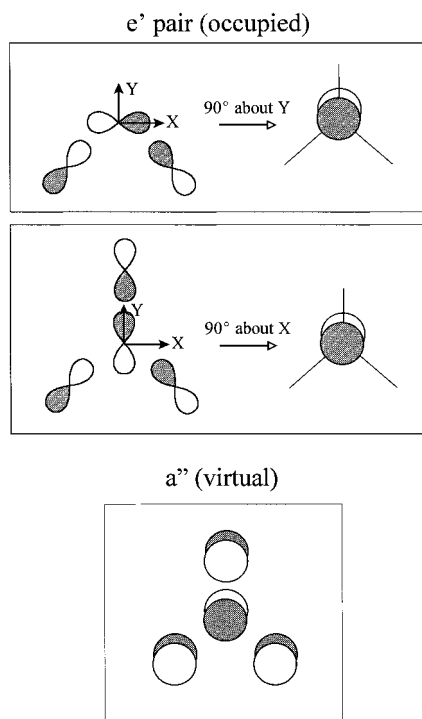 e’ pair (occupied)
Y
X
90° about Y
Y
X
90° about X
a” (virtual)